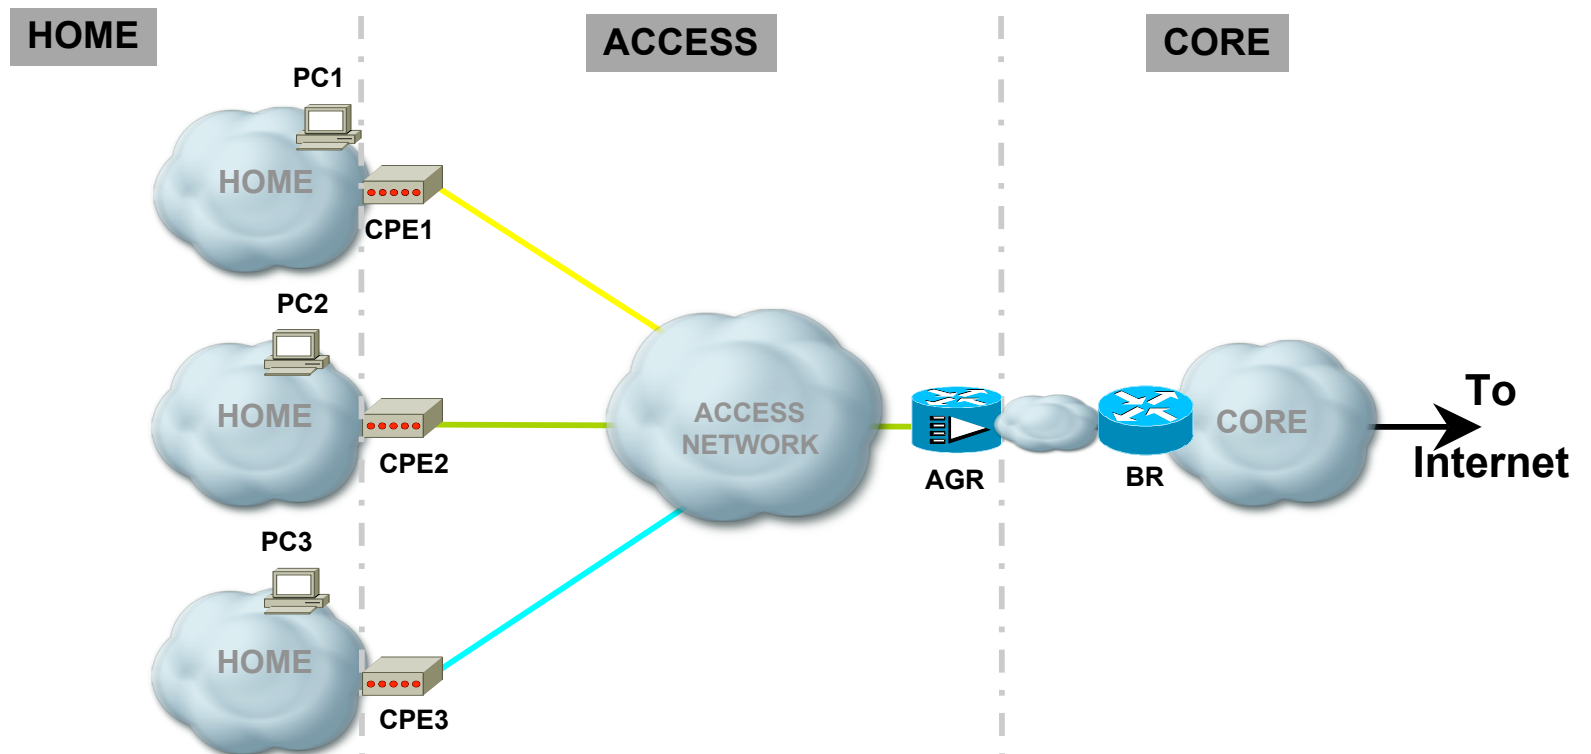 HOME
ACCESS
CORE
PC1
HOME
CPE1
PC2
HOME
CPE2
ACCESS
NETWORK
AGR
BR
CORE
To
Internet
PC3
HOME
CPE3